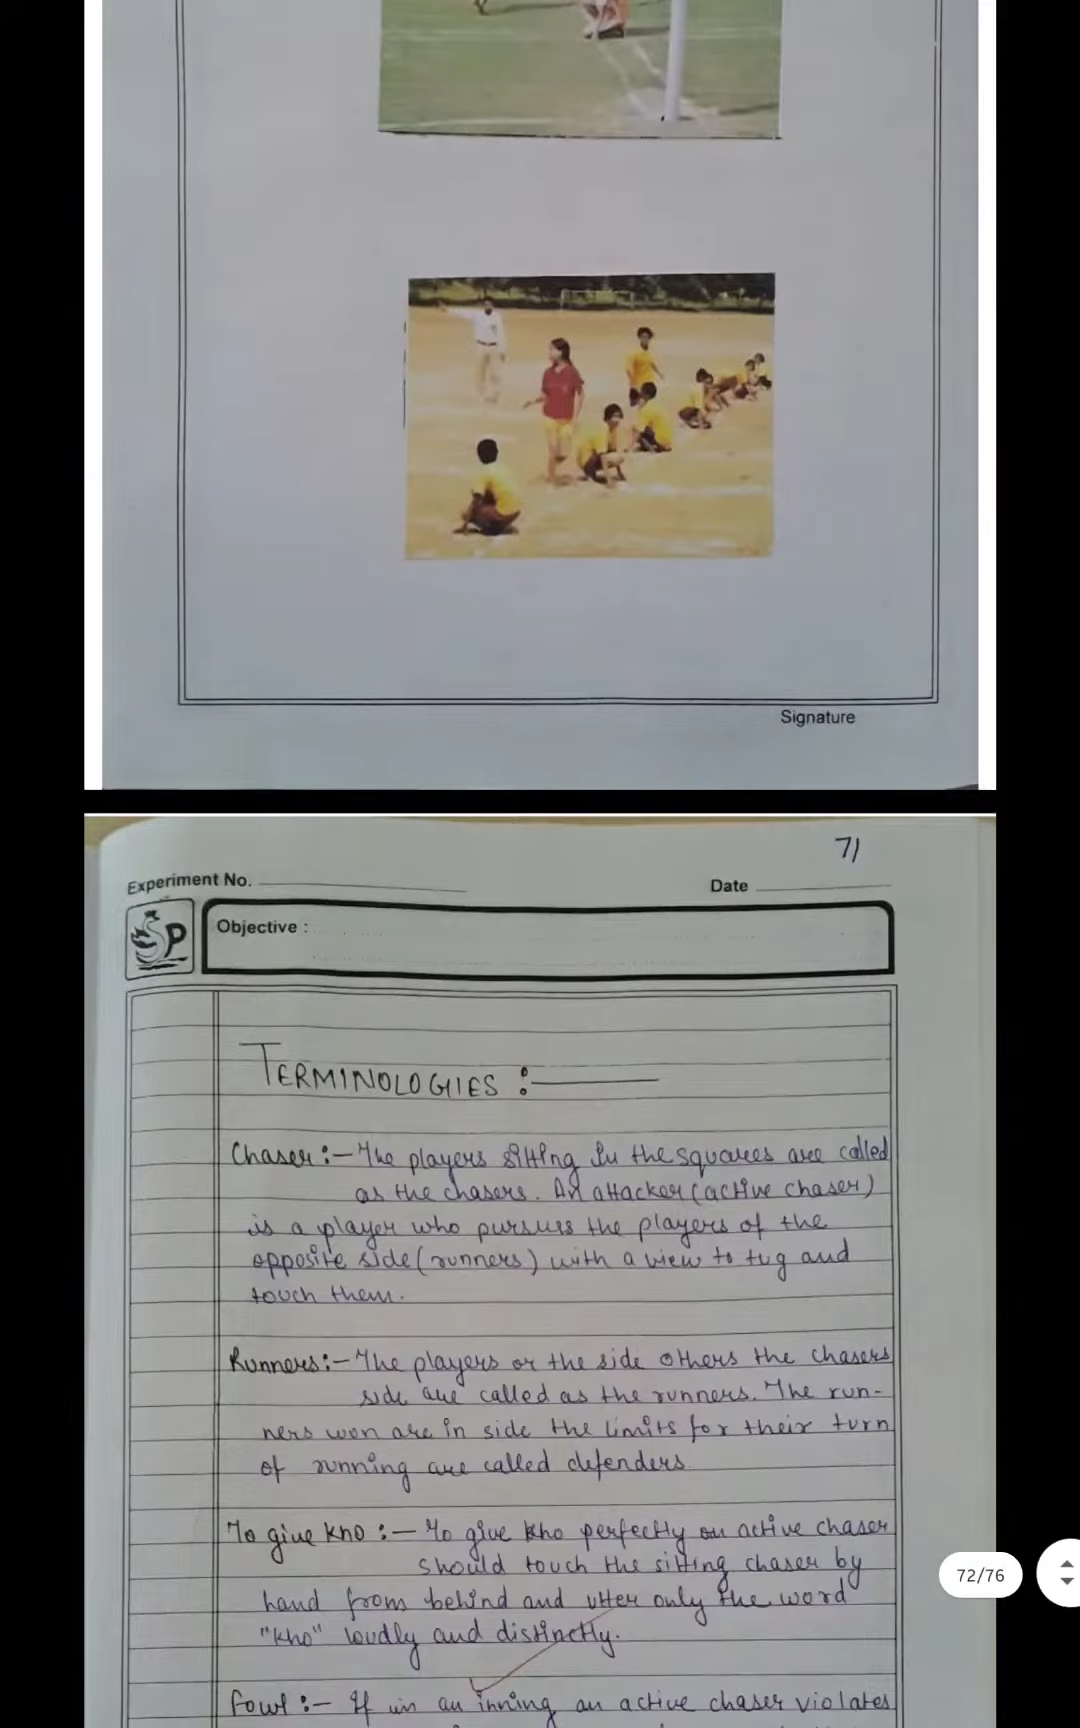 Signature
71
Experiment No.
Date
SP
Objective :
TERMINOLOGIES :
Chaser :- The players sitting in the squares are called
as the chasers. An attacker (active chaser)
is a player who pursues the players of the
opposite side (runners) with a view to tug and
touch them.
Runners :- The players or the side others the chasers
side are called as the runners. The run-
ners won are in side the limits for their turn
of running are called defenders
To give Kho :- To give Kho perfectly an active chaser
should touch the sitting chaser by
hand from behind and utter only the word
"Kho" loudly and distinctly.
72/76
Fowl :- If in an inning an active chaser violates